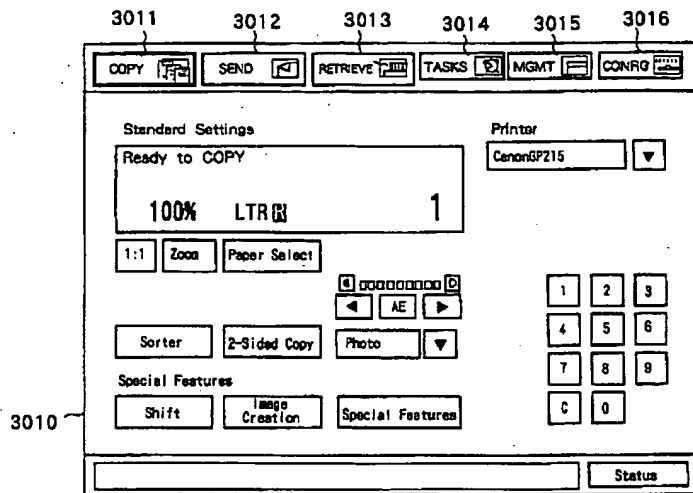 3011 3012 3013 3014 3015 3016
COPY SEND RETRIEVE TASKS MGMT CONRG
Standard Settings Printer
Ready to COPY CanonGP215 ▼
100% LTR R 1
1:1 Zoom Paper Select
◀ AE ▶ 1 2 3
Sorter 2-Sided Copy Photo ▼ 4 5 6
7 8 9
Special Features
3010 Shift Image Creation Special Features C 0
Status